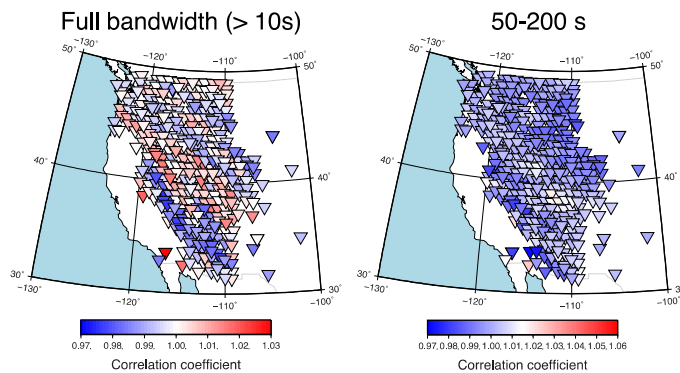 Full bandwidth (> 10s)
50-200 s
−130° −120° −110° −100°
50° 50°
40° 40°
30° 30°
−130° −120° −110° −100°
−130° −120° −110° −100°
50° 50°
40° 40°
30° 3
−130° −120° −110° −100°
0.97, 0.98, 0.99, 1.00 1.01 1.02 1.03
Correlation coefficient
0.97, 0.98, 0.99, 1.01 1.02 1.03 1.04, 1.05, 1.06
Correlation coefficient